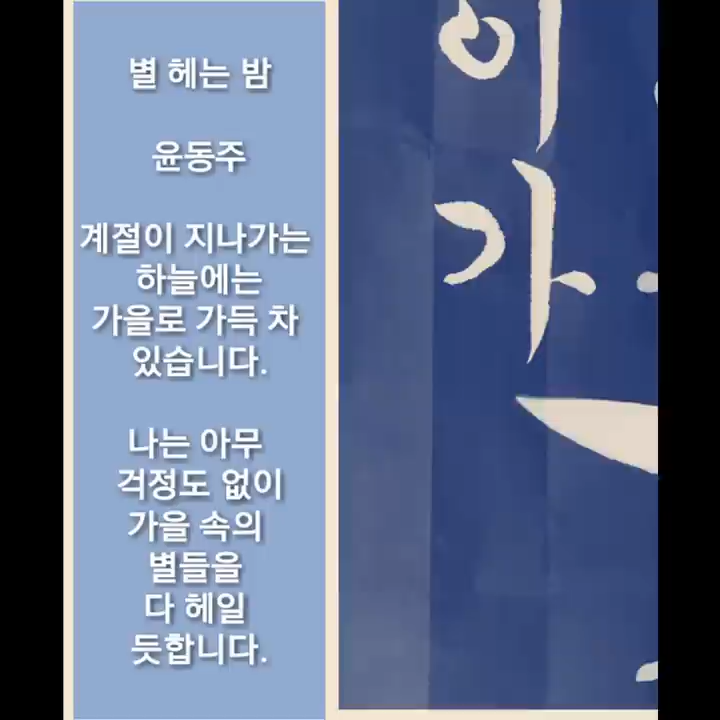 별 헤는 밤
윤동주
계절이 지나가는
하늘에는
가을로 가득 차
있습니다.
나는 아무
걱정도 없이
가을 속의
별들을
다 헤일
듯합니다.
이
가